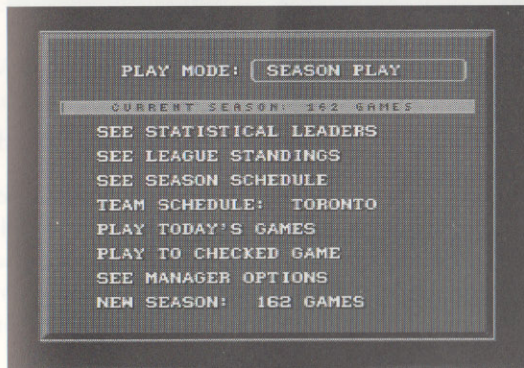 PLAY MODE: SEASON PLAY
CURRENT SEASON: 162 GAMES
SEE STATISTICAL LEADERS
SEE LEAGUE STANDINGS
SEE SEASON SCHEDULE
TEAM SCHEDULE: TORONTO
PLAY TODAY'S GAMES
PLAY TO CHECKED GAME
SEE MANAGER OPTIONS
NEW SEASON: 162 GAMES